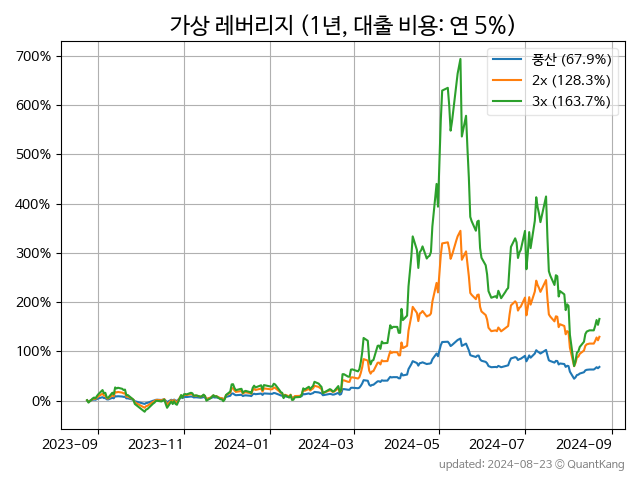 가상 레버리지 (1년, 대출 비용: 연 5%)
풍산 (67.9%)
2x (128.3%)
3x (163.7%)
700%
600%
500%
400%
300%
200%
100%
0%
2023-09 2023-11 2024-01 2024-03 2024-05 2024-07 2024-09
updated: 2024-08-23 © QuantKang